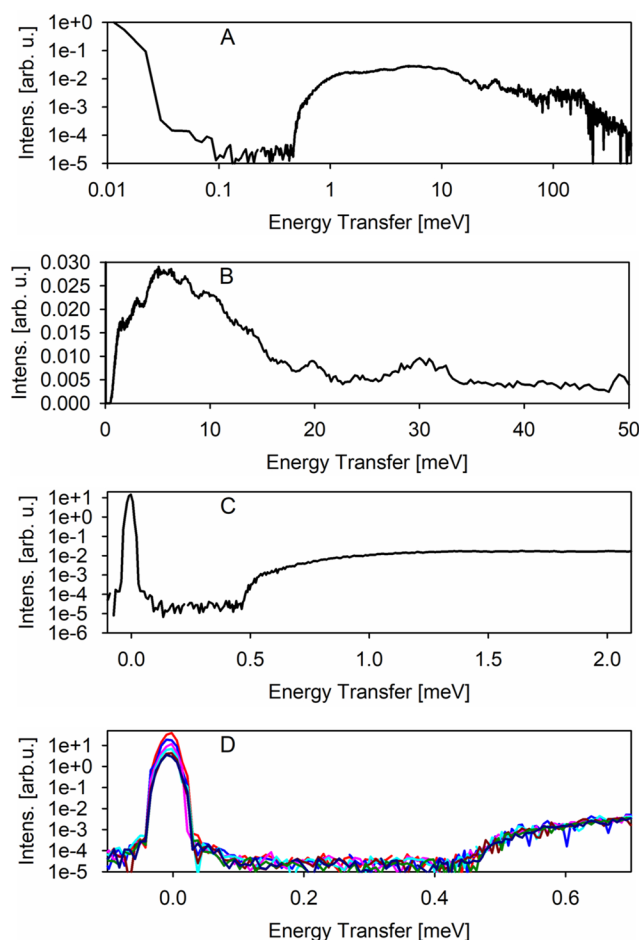 A
1e+0
1e-1
1e-2
1e-3
1e-4
1e-5
Intens. [arb. u.]
0.01 0.1 1 10 100
Energy Transfer [meV]
B
0.030
0.025
0.020
0.015
0.010
0.005
0.000
Intens. [arb. u.]
0 10 20 30 40 50
Energy Transfer [meV]
C
1e+1
1e+0
1e-1
1e-2
1e-3
1e-4
1e-5
1e-6
Intens. [arb. u.]
0.0 0.5 1.0 1.5 2.0
Energy Transfer [meV]
D
1e+1
1e+0
1e-1
1e-2
1e-3
1e-4
1e-5
Intens. [arb.u.]
0.0 0.2 0.4 0.6
Energy Transfer [meV]